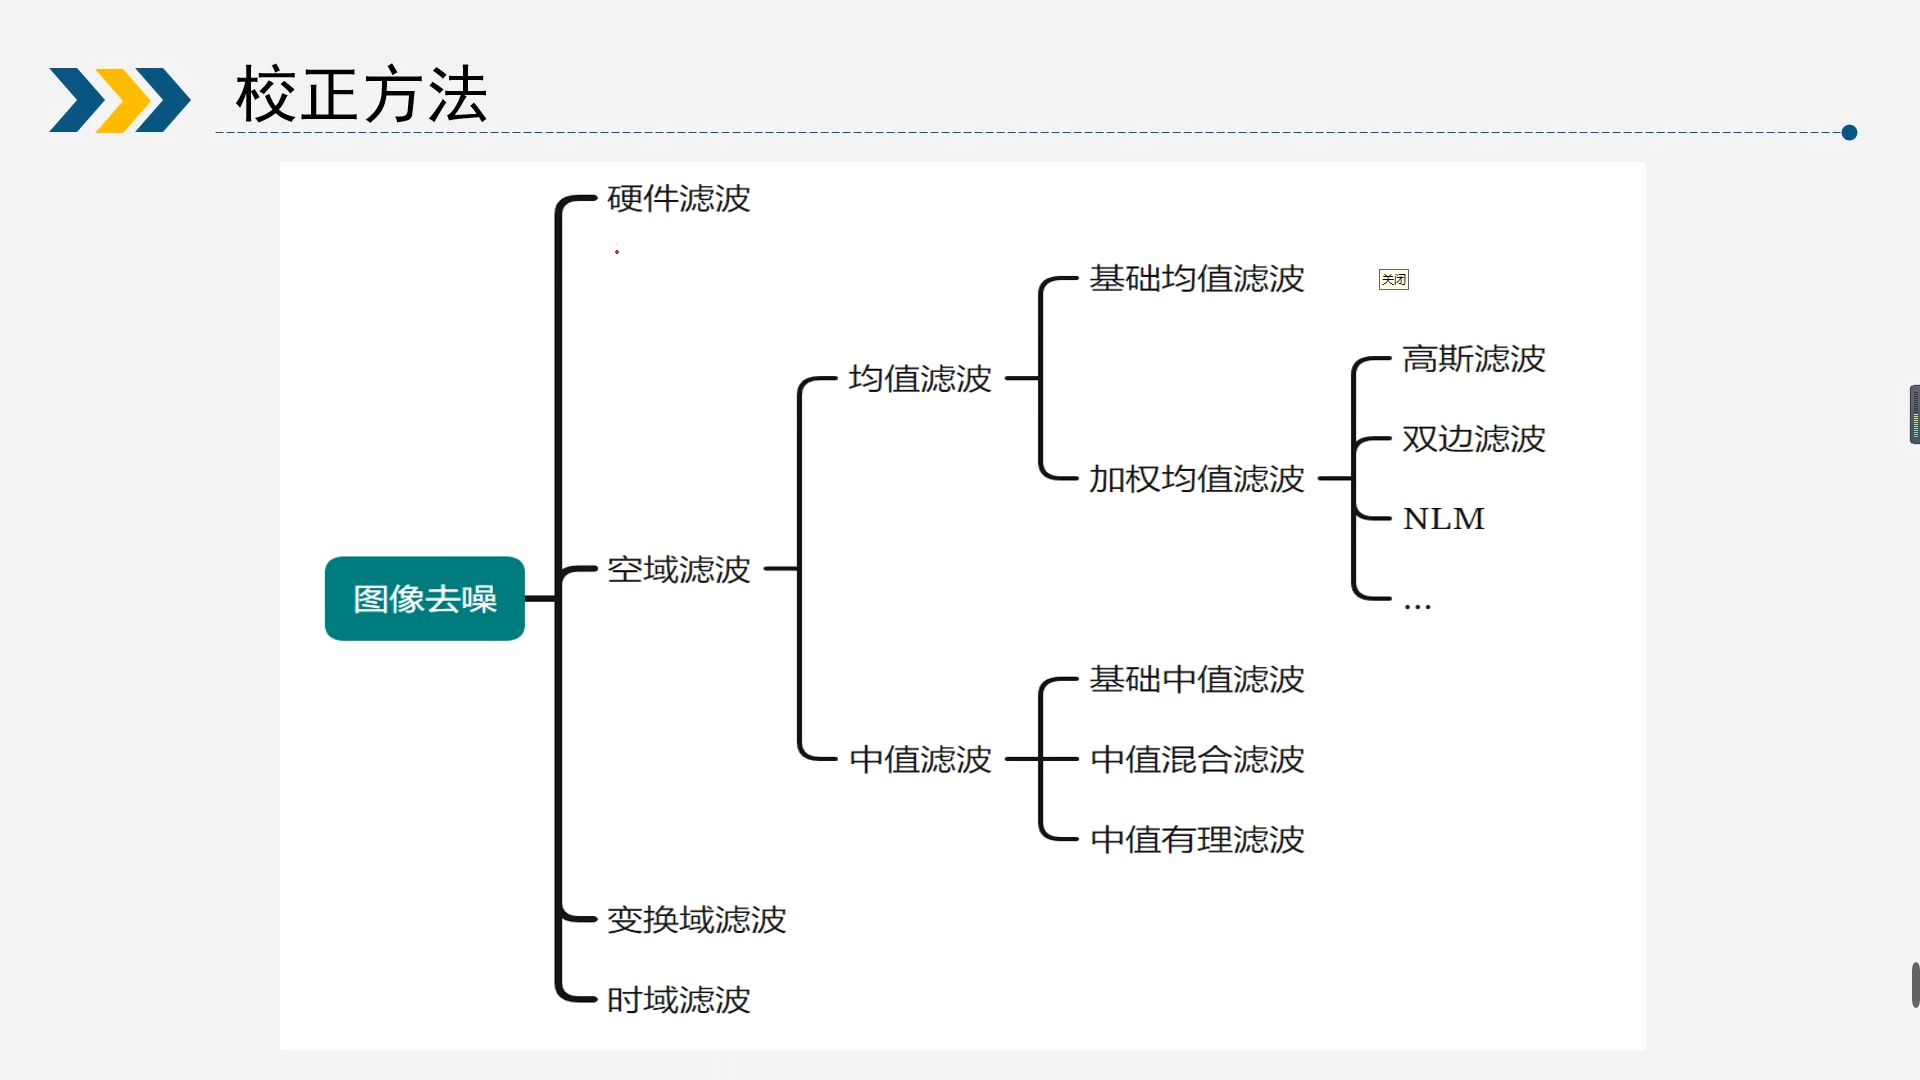 校正方法
硬件滤波
基础均值滤波
关闭
高斯滤波
均值滤波
双边滤波
加权均值滤波
NLM
空域滤波
图像去噪
...
基础中值滤波
中值滤波
中值混合滤波
中值有理滤波
变换域滤波
时域滤波